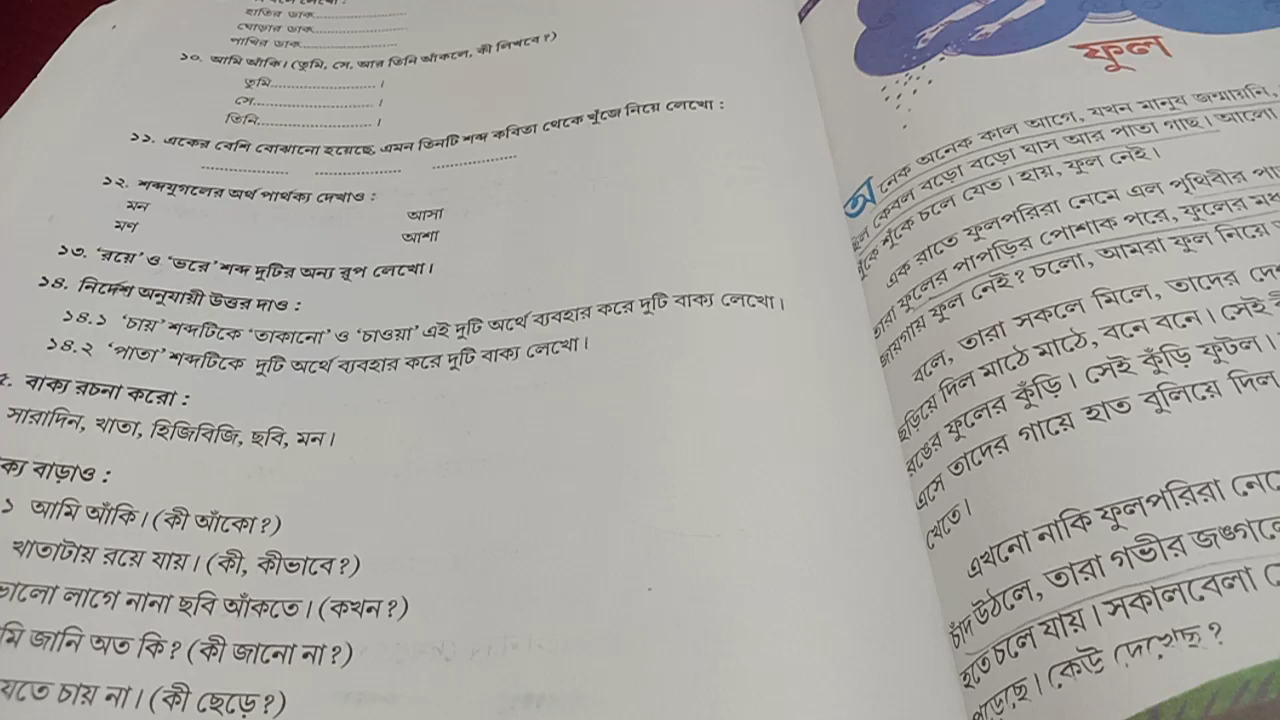 হাতির ডাক....................
ঘোড়ার ডাক....................
পাখির ডাক....................
১০. আমি আঁকি। (তুমি, সে, আর তিনি আঁকলে, কী লিখবে?)
তুমি.......................... ।
সে............................ ।
তিনি.......................... ।
১১. একের বেশি বোঝানো হয়েছে, এমন তিনটি শব্দ কবিতা থেকে খুঁজে নিয়ে লেখো :
.................... .................... ....................
১২. শব্দযুগলের অর্থ পার্থক্য দেখাও :
মন আসা
মণ আশা
১৩. 'রয়ে' ও 'ভরে' শব্দ দুটির অন্য রূপ লেখো।
১৪. নির্দেশ অনুযায়ী উত্তর দাও :
১৪.১ 'চায়' শব্দটিকে 'তাকানো' ও 'চাওয়া' এই দুটি অর্থে ব্যবহার করে দুটি বাক্য লেখো।
১৪.২ 'পাতা' শব্দটিকে দুটি অর্থে ব্যবহার করে দুটি বাক্য লেখো।
বাক্য রচনা করো :
সারাদিন, খাতা, হিজিবিজি, ছবি, মন।
ক্য বাড়াও :
১ আমি আঁকি। (কী আঁকো?)
খাতাটায় রয়ে যায়। (কী, কীভাবে?)
ভালো লাগে নানা ছবি আঁকতে। (কখন?)
মি জানি অত কি? (কী জানো না?)
যেতে চায় না। (কী ছেড়ে?)
ফুল
অনেক অনেক কাল আগে, যখন মানুষ জন্মায়নি,
কেবল বড়ো বড়ো ঘাস আর পাতা গাছ। আলো
শুঁকে চলে যেত। হায়, ফুল নেই।
এক রাতে ফুলপরিরা নেমে এল পৃথিবীর
তারা ফুলের পাপড়ির পোশাক পরে, ফুলের
জায়গায় ফুল নেই? চলো, আমরা ফুল নিয়ে
বলে, তারা সকলে মিলে, তাদের
ছড়িয়ে দিল মাঠে মাঠে, বনে বনে। সেই
রঙের ফুলের কুঁড়ি। সেই কুঁড়ি ফুটল।
এসে তাদের গায়ে হাত বুলিয়ে দিল
খেতে।
এখনো নাকি ফুলপরিরা
চাঁদ উঠলে, তারা গভীর জঙ্গলে
হতে চলে যায়। সকালবেলা
পড়েছে। কেউ দেখেছ?